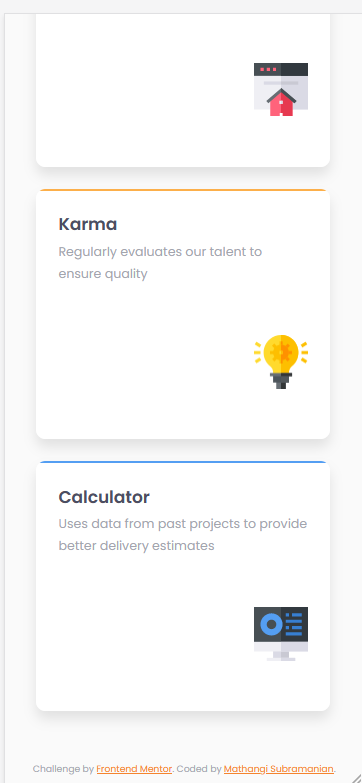 Karma
Regularly evaluates our talent to
ensure quality
Calculator
Uses data from past projects to provide
better delivery estimates
Challenge by Frontend Mentor. Coded by Mathangi Subramanian.